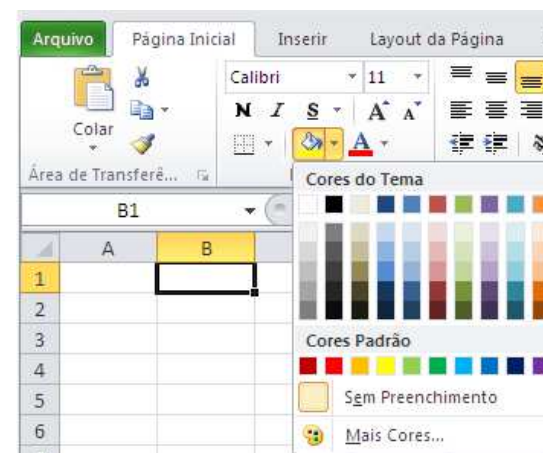 Arquivo Página Inicial Inserir Layout da Página
Calibri 11
N I S A A
Colar
A
Área de Transferê...
Cores do Tema
B1
A B
1
2
3
Cores Padrão
4
5
Sem Preenchimento
6
Mais Cores...